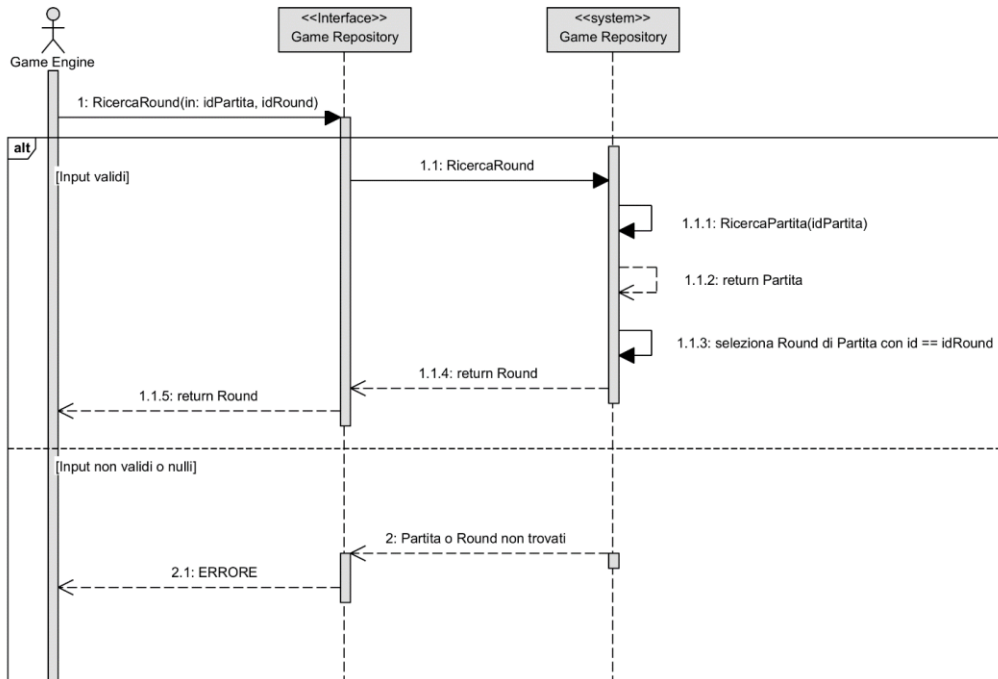 <<Interface>>
Game Repository
<<system>>
Game Repository
Game Engine
1: RicercaRound(in: idPartita, idRound)
alt
[Input validi]
1.1: RicercaRound
1.1.1: RicercaPartita(idPartita)
1.1.2: return Partita
1.1.3: seleziona Round di Partita con id == idRound
1.1.4: return Round
1.1.5: return Round
[Input non validi o nulli]
2: Partita o Round non trovati
2.1: ERRORE